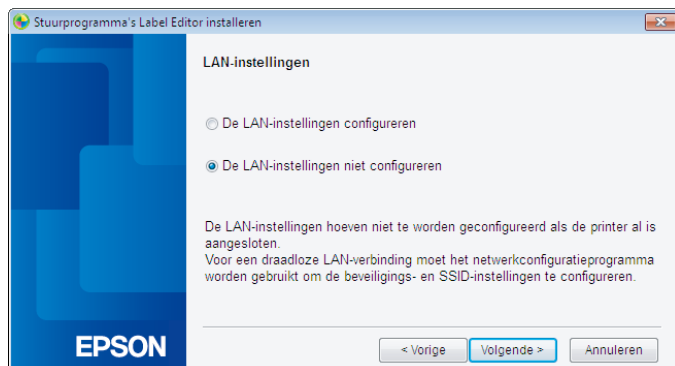 Stuurprogramma's Label Editor installeren
LAN-instellingen
De LAN-instellingen configureren
De LAN-instellingen niet configureren
De LAN-instellingen hoeven niet te worden geconfigureerd als de printer al is
aangesloten.
Voor een draadloze LAN-verbinding moet het netwerkconfiguratieprogramma
worden gebruikt om de beveiligings- en SSID-instellingen te configureren.
EPSON
< Vorige
Volgende >
Annuleren